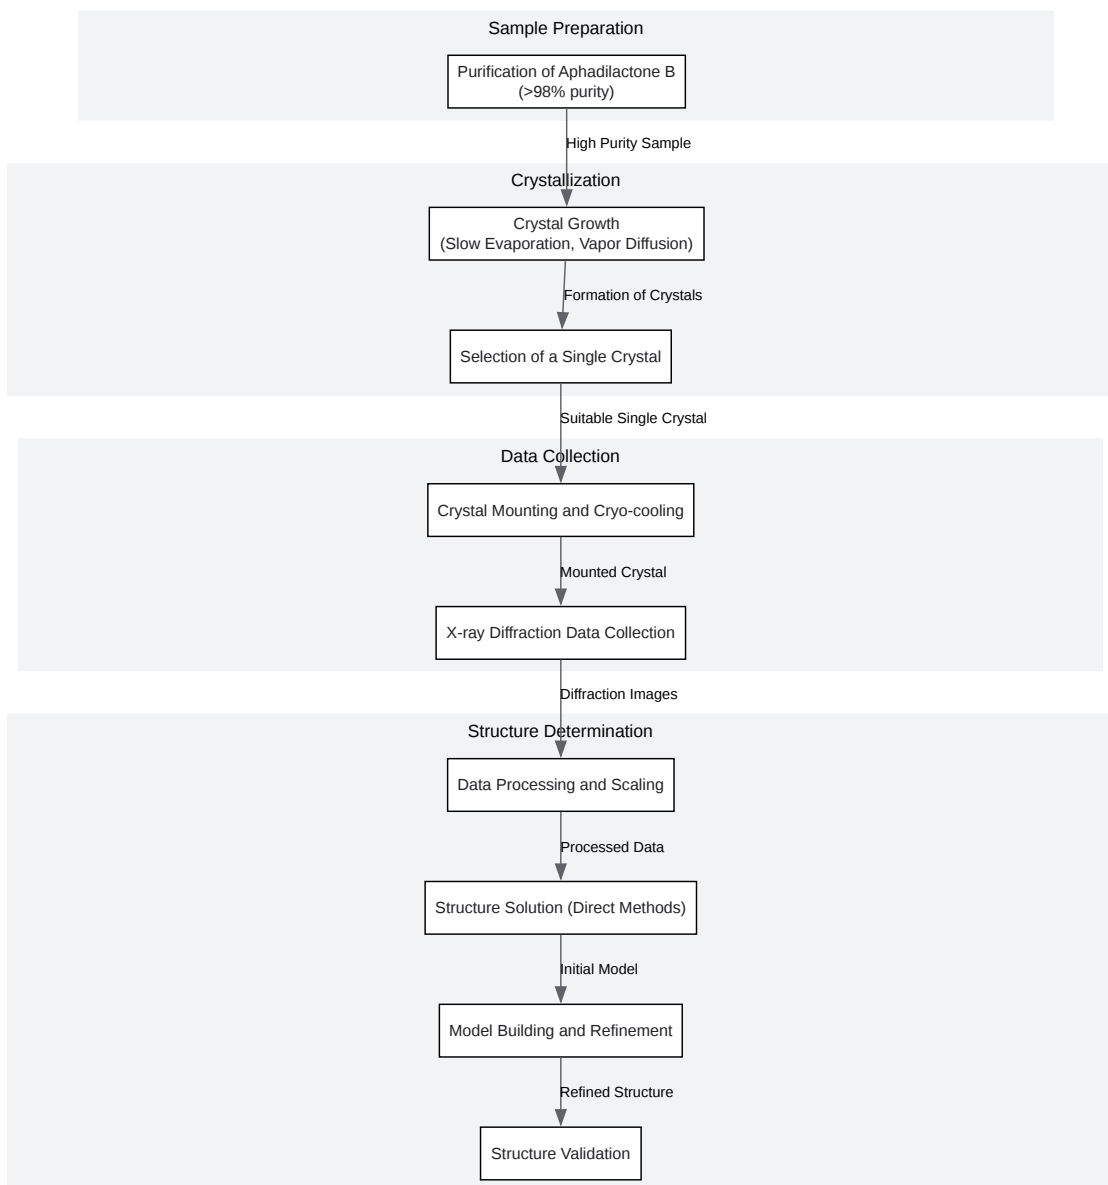 Sample Preparation
Purification of Aphadilactone B
(>98% purity)
High Purity Sample
Crystallization
Crystal Growth
(Slow Evaporation, Vapor Diffusion)
Formation of Crystals
Selection of a Single Crystal
Suitable Single Crystal
Data Collection
Crystal Mounting and Cryo-cooling
Mounted Crystal
X-ray Diffraction Data Collection
Diffraction Images
Structure Determination
Data Processing and Scaling
Processed Data
Structure Solution (Direct Methods)
Initial Model
Model Building and Refinement
Refined Structure
Structure Validation